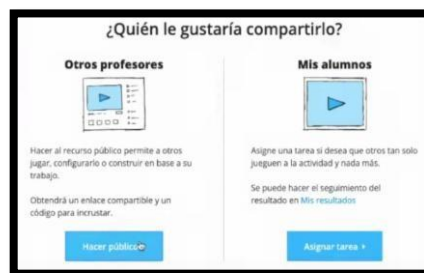 ¿Quién le gustaría compartirlo?
Otros profesores
Hacer al recurso público permite a otros
jugar, configurarlo o construir en base a su
trabajo.
Obtendrá un enlace compartible y un
código para incrustar.
Hacer público
Mis alumnos
Asigne una tarea si desea que otros tan solo
jueguen a la actividad y nada más.
Se puede hacer el seguimiento del
resultado en Mis resultados
Asignar tarea